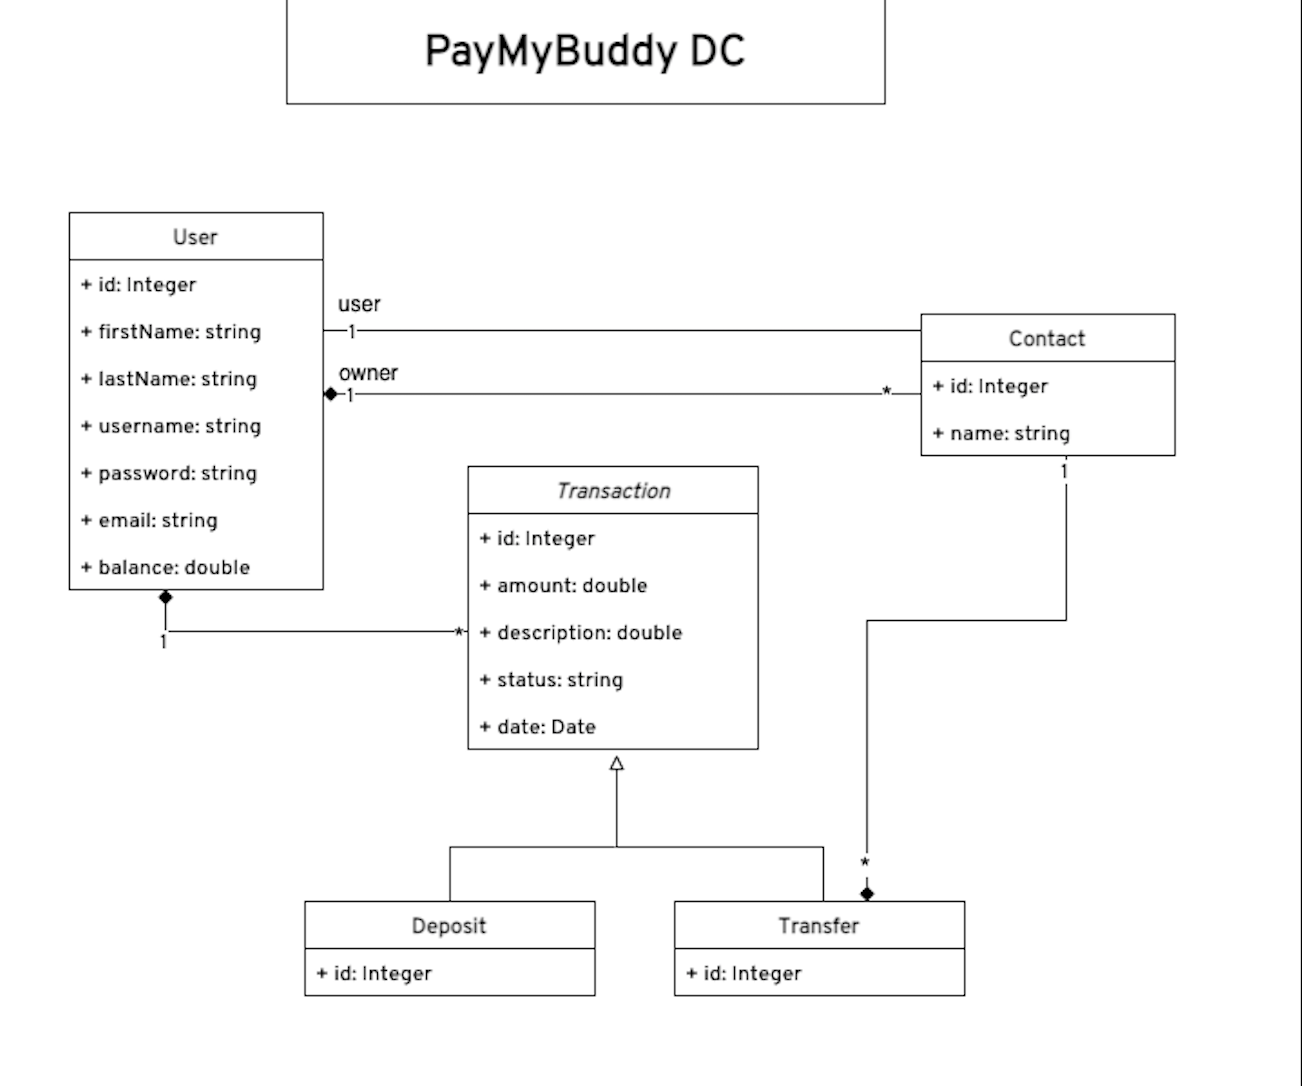 PayMyBuddy DC
User
+ id: Integer
+ firstName: string
+ lastName: string
+ username: string
+ password: string
+ email: string
+ balance: double
user
1
owner
1
*
Contact
+ id: Integer
+ name: string
1
Transaction
+ id: Integer
+ amount: double
+ description: double
+ status: string
+ date: Date
1
*
*
Deposit
+ id: Integer
Transfer
+ id: Integer